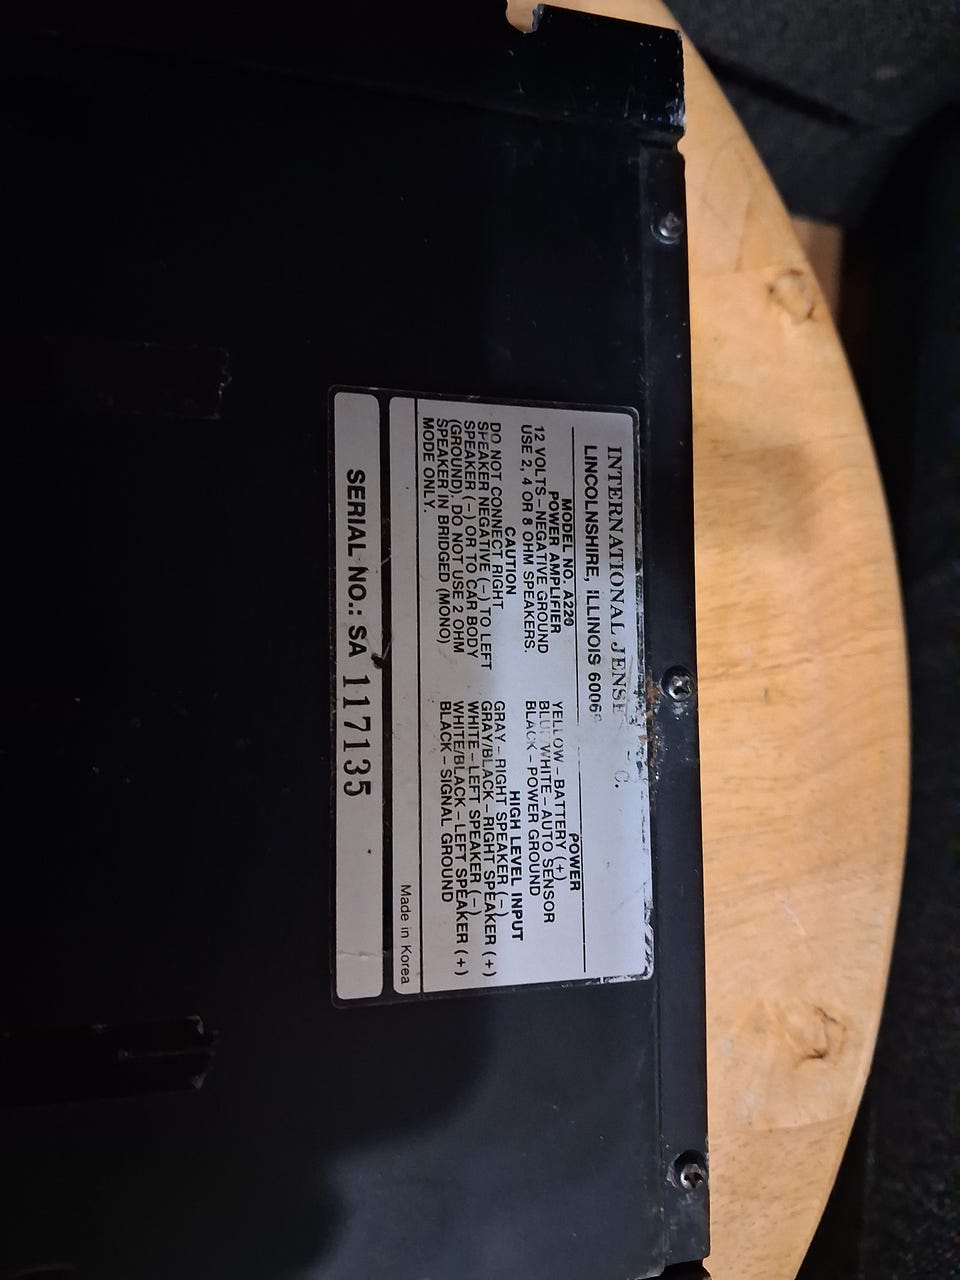 INTERNATIONAL JENSE
LINCOLNSHIRE, ILLINOIS
MODEL NO. A220
POWER AMPLIFIER
12 VOLTS – NEGATIVE GROUND
USE 2, 4 OR 8 OHM SPEAKERS.
CAUTION
DO NOT CONNECT RIGHT
SPEAKER NEGATIVE (–) TO LEFT
SPEAKER (–) OR TO CAR BODY
(GROUND). DO NOT USE 2 OHM
SPEAKER IN BRIDGED (MONO)
MODE ONLY.
POWER
YELLOW – BATTERY (+)
BLUE/WHITE – AUTO SENSOR
BLACK – POWER GROUND
HIGH LEVEL INPUT
GRAY – RIGHT SPEAKER (–)
GRAY/BLACK – RIGHT SPEAKER (+)
WHITE – LEFT SPEAKER (–)
WHITE/BLACK – LEFT SPEAKER (+)
BLACK – SIGNAL GROUND
Made in Korea
SERIAL NO.: SA 117135